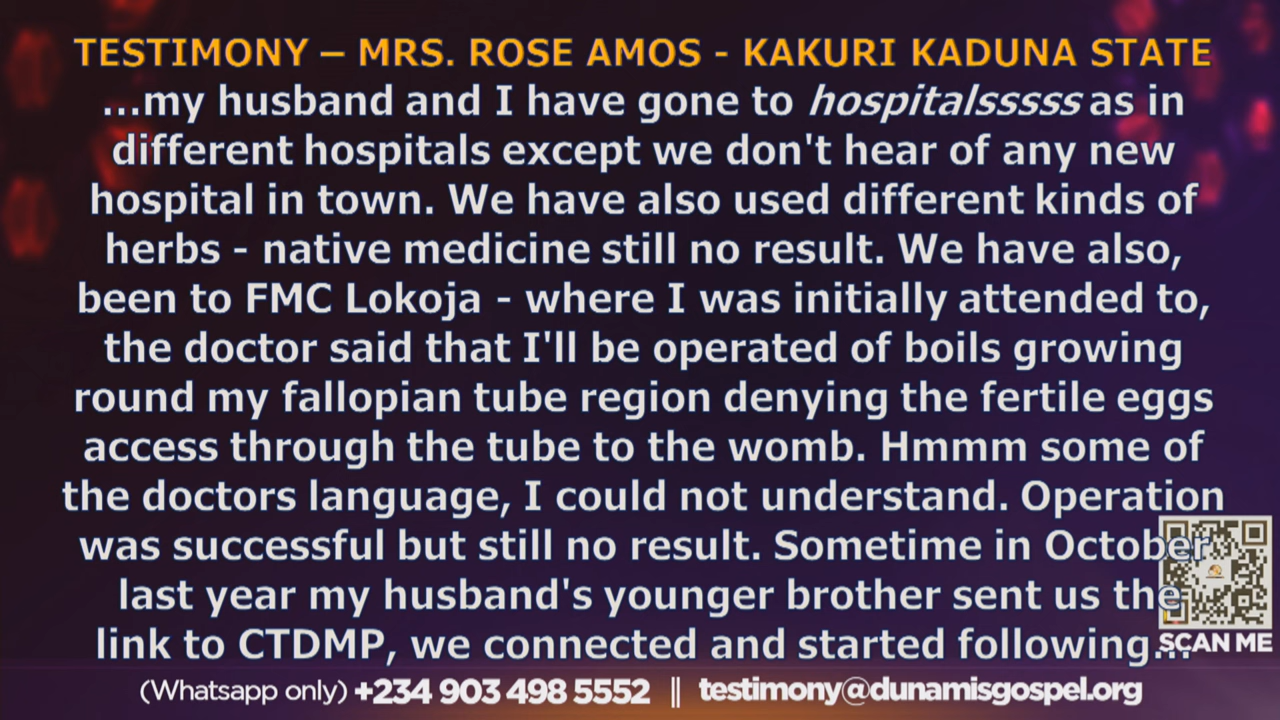 TESTIMONY – MRS. ROSE AMOS - KAKURI KADUNA STATE
...my husband and I have gone to hospitalsssss as in
different hospitals except we don't hear of any new
hospital in town. We have also used different kinds of
herbs - native medicine still no result. We have also,
been to FMC Lokoja - where I was initially attended to,
the doctor said that I'll be operated of boils growing
round my fallopian tube region denying the fertile eggs
access through the tube to the womb. Hmmm some of
the doctors language, I could not understand. Operation
was successful but still no result. Sometime in October
last year my husband's younger brother sent us the
link to CTDMP, we connected and started following...
SCAN ME
(Whatsapp only) +234 903 498 5552 || testimony@dunamisgospel.org